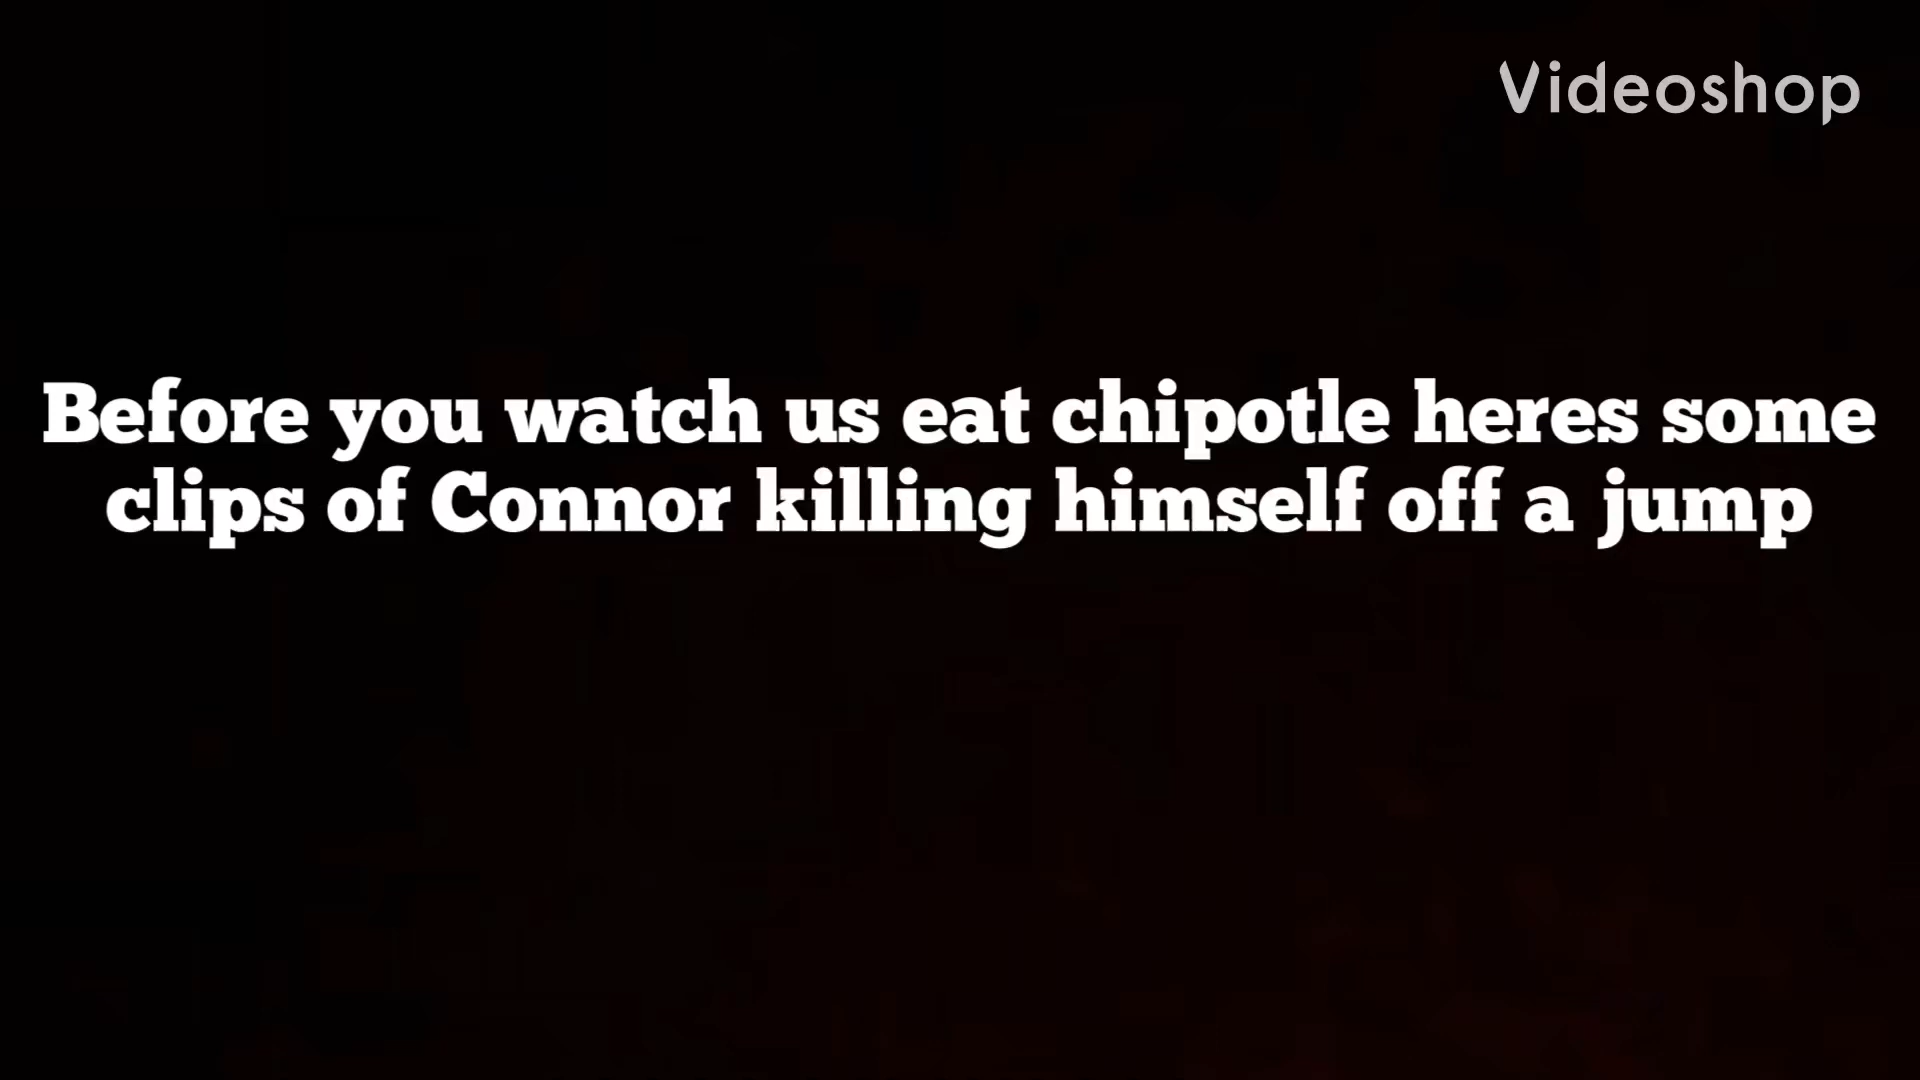 Videoshop
Before you watch us eat chipotle heres some
clips of Connor killing himself off a jump